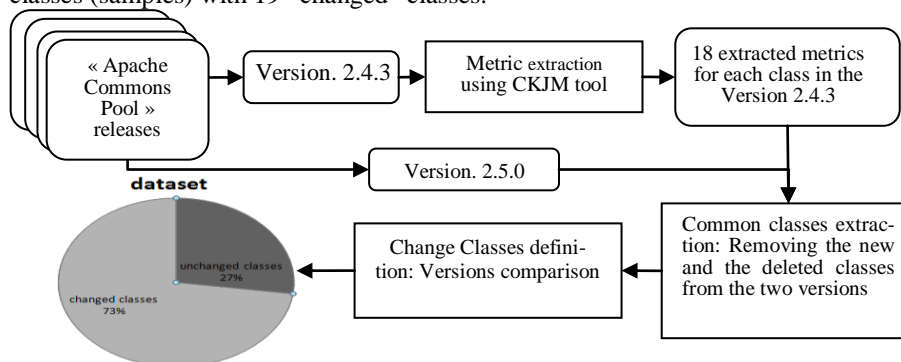 classes (samples) with 19 "changed" classes.
« Apache
Commons
Pool »
releases
Version. 2.4.3
Metric extraction
using CKJM tool
18 extracted metrics
for each class in the
Version 2.4.3
Version. 2.5.0
dataset
unchanged classes
27%
changed classes
73%
Change Classes defini-
tion: Versions comparison
Common classes extrac-
tion: Removing the new
and the deleted classes
from the two versions